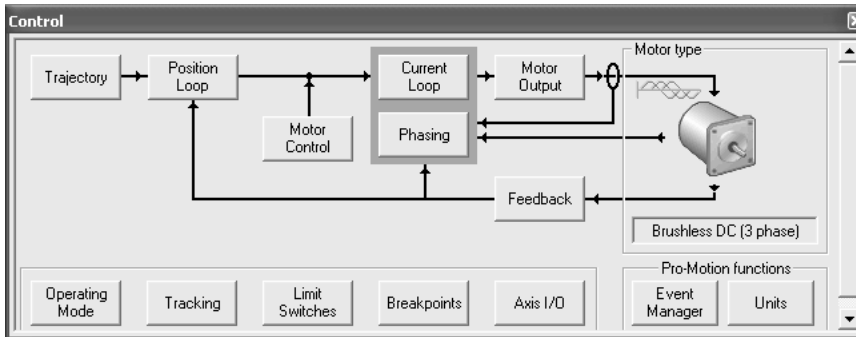 Control
Motor type
Trajectory
Position
Loop
Current
Loop
Motor
Output
Motor
Control
Phasing
Feedback
Brushless DC (3 phase)
Pro-Motion functions
Operating
Mode
Tracking
Limit
Switches
Breakpoints
Axis I/O
Event
Manager
Units